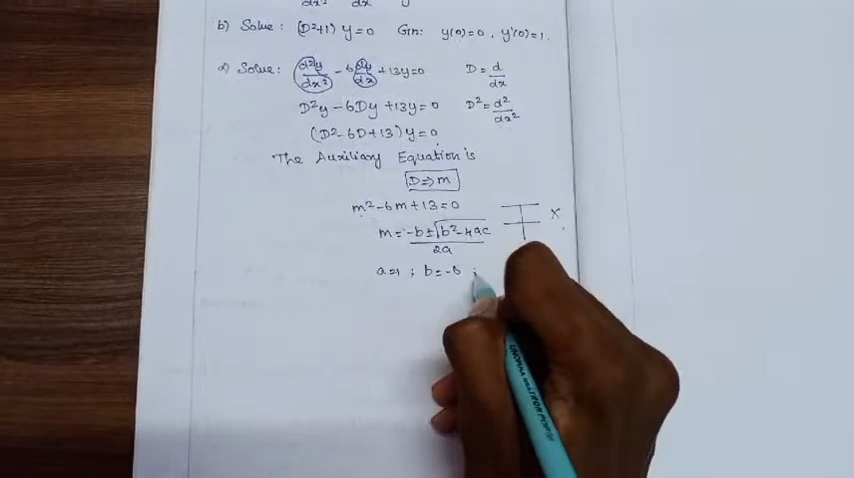 b) Solve : (D²+1) y = 0 Gn: y(0)=0 , y'(0)=1.
a) Solve : d²y/dx² - 6 dy/dx + 13y=0 D = d/dx
D²y - 6Dy + 13y = 0 D² = d²/dx²
(D² - 6D + 13) y = 0
The Auxiliary Equation is
D => m
m² - 6m + 13 = 0
m = -b ± √b² - 4ac / 2a X
a=1 ; b = -6 ;